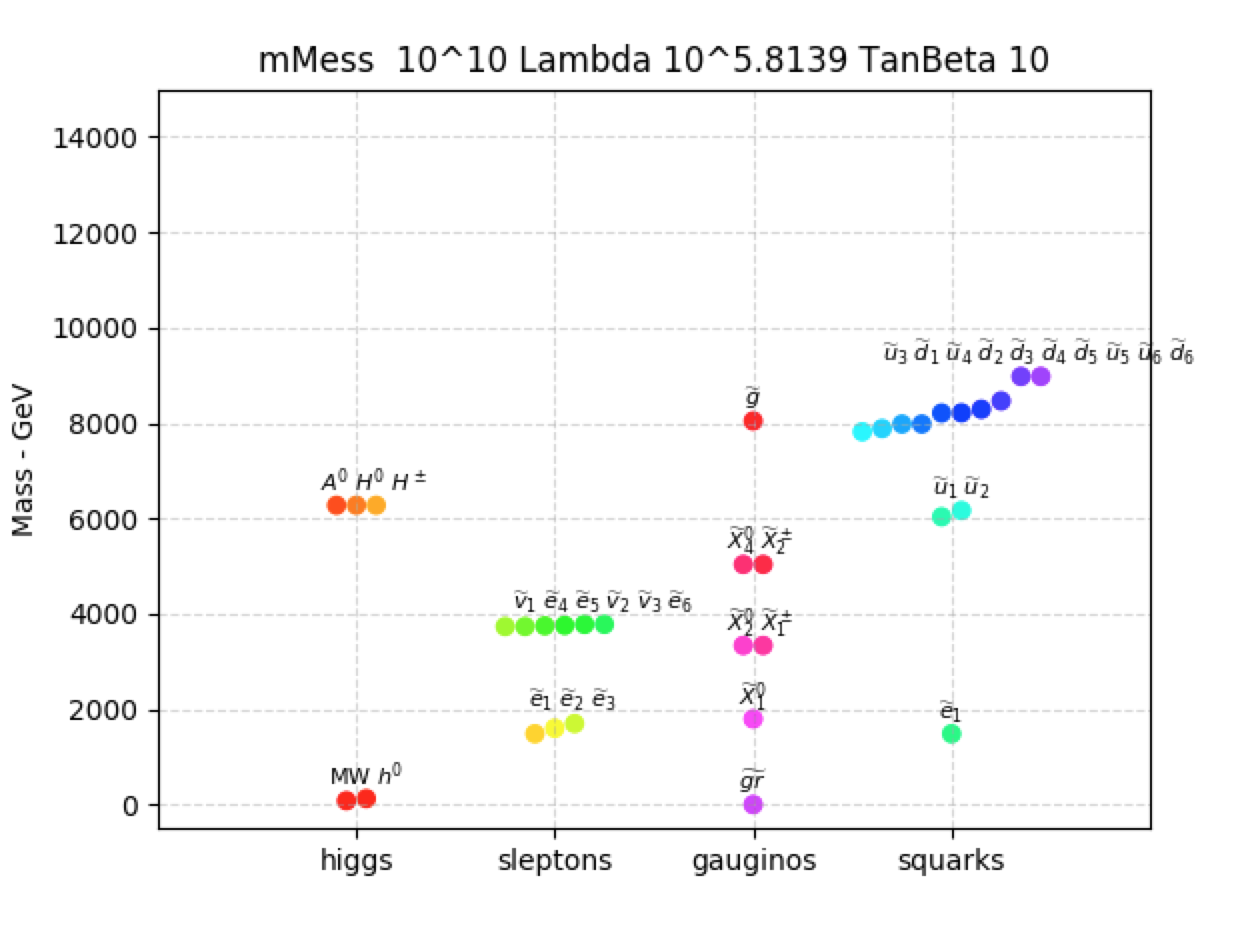 mMess 10^10 Lambda 10^5.8139 TanBeta 10
Mass - GeV
14000
12000
10000
8000
6000
4000
2000
0
ũ₃ d̃₁ ũ₄ d̃₂ d̃₃ d̃₄ d̃₅ ũ₅ ũ₆ d̃₆
g̃
A⁰ H⁰ H±
ũ₁ ũ₂
X̃⁰₄ X̃±₂
ṽ₁ ẽ₄ ẽ₅ ṽ₂ ṽ₃ ẽ₆
X̃⁰₂ X̃±₁
ẽ₁ ẽ₂ ẽ₃
X̃⁰₁
ẽ₁
MW h⁰
g̃r
higgs sleptons gauginos squarks